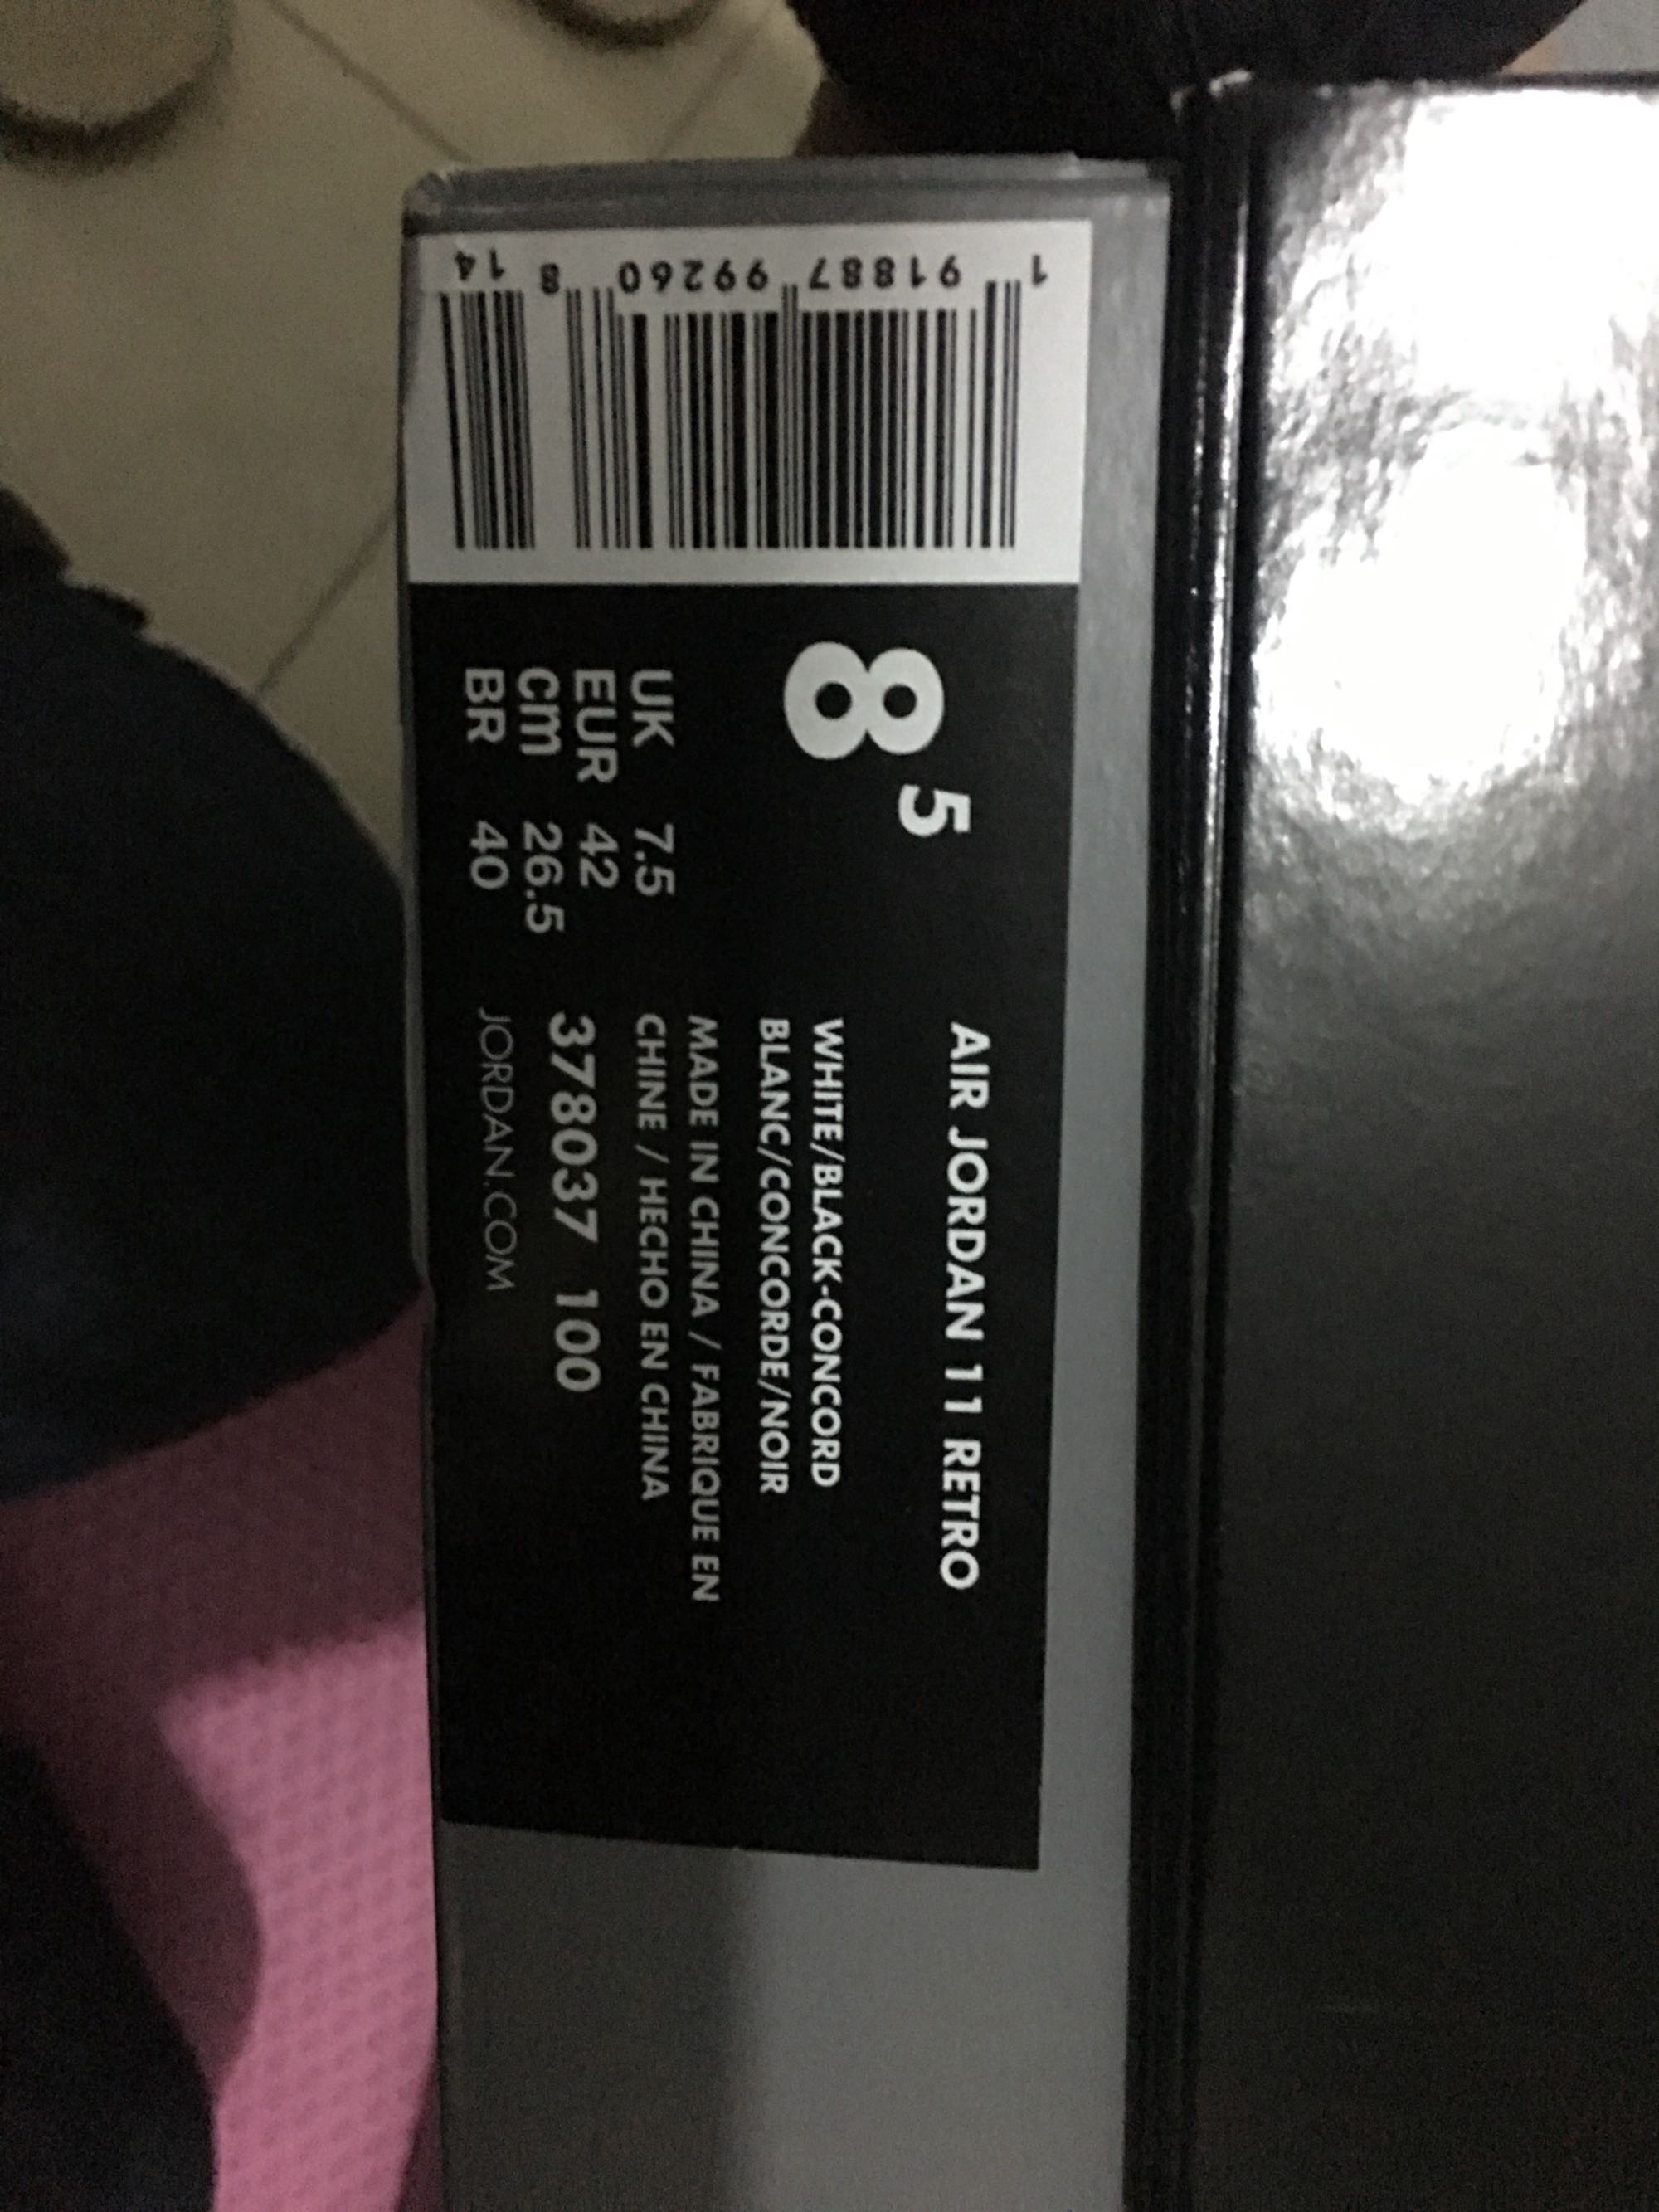 AIR JORDAN 11 RETRO
8 5
WHITE/BLACK-CONCORD
BLANC/CONCORDE/NOIR
MADE IN CHINA / FABRIQUE EN
CHINE / HECHO EN CHINA
UK 7.5
EUR 42
cm 26.5
BR 40
378037 100
JORDAN.COM
1 91887 99260 8 14